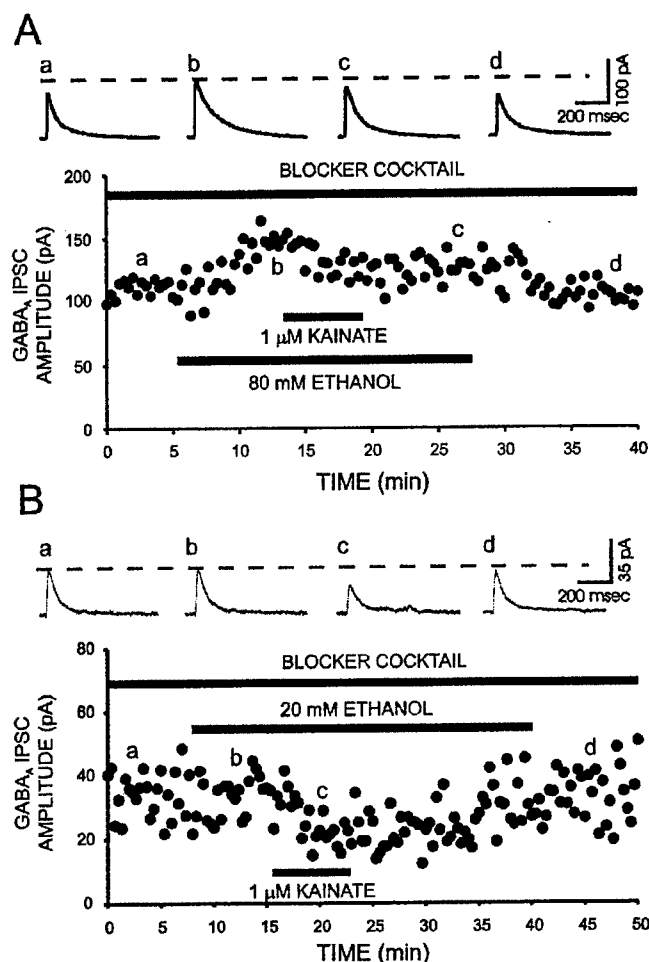 A
a b c d
100 pA
200 msec
BLOCKER COCKTAIL
200
150
100
50
0
GABA_A IPSC
AMPLITUDE (pA)
a
b
c
d
1 µM KAINATE
80 mM ETHANOL
0 5 10 15 20 25 30 35 40
TIME (min)
B
a b c d
35 pA
200 msec
BLOCKER COCKTAIL
20 mM ETHANOL
80
60
40
20
0
GABA_A IPSC
AMPLITUDE (pA)
a
b
c
d
1 µM KAINATE
0 5 10 15 20 25 30 35 40 45 50
TIME (min)